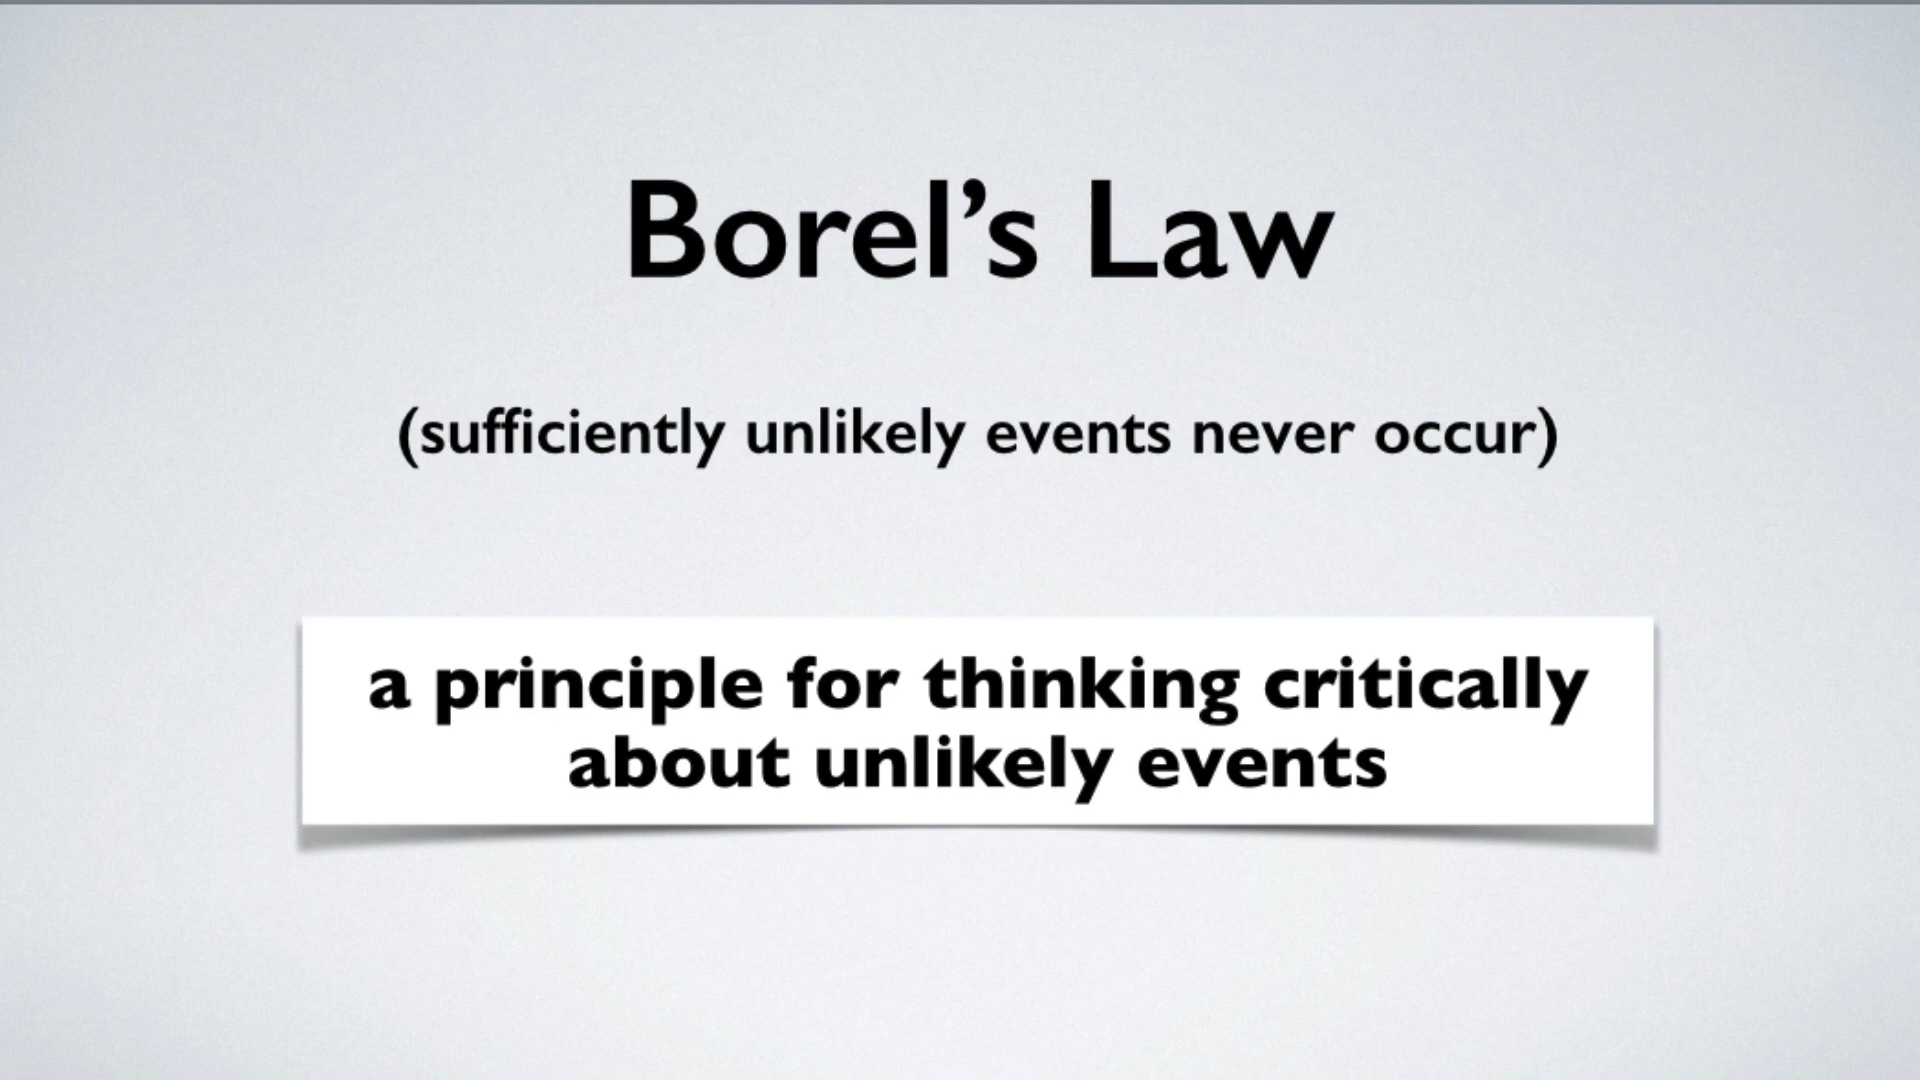 Borel’s Law
(sufficiently unlikely events never occur)
a principle for thinking critically
about unlikely events